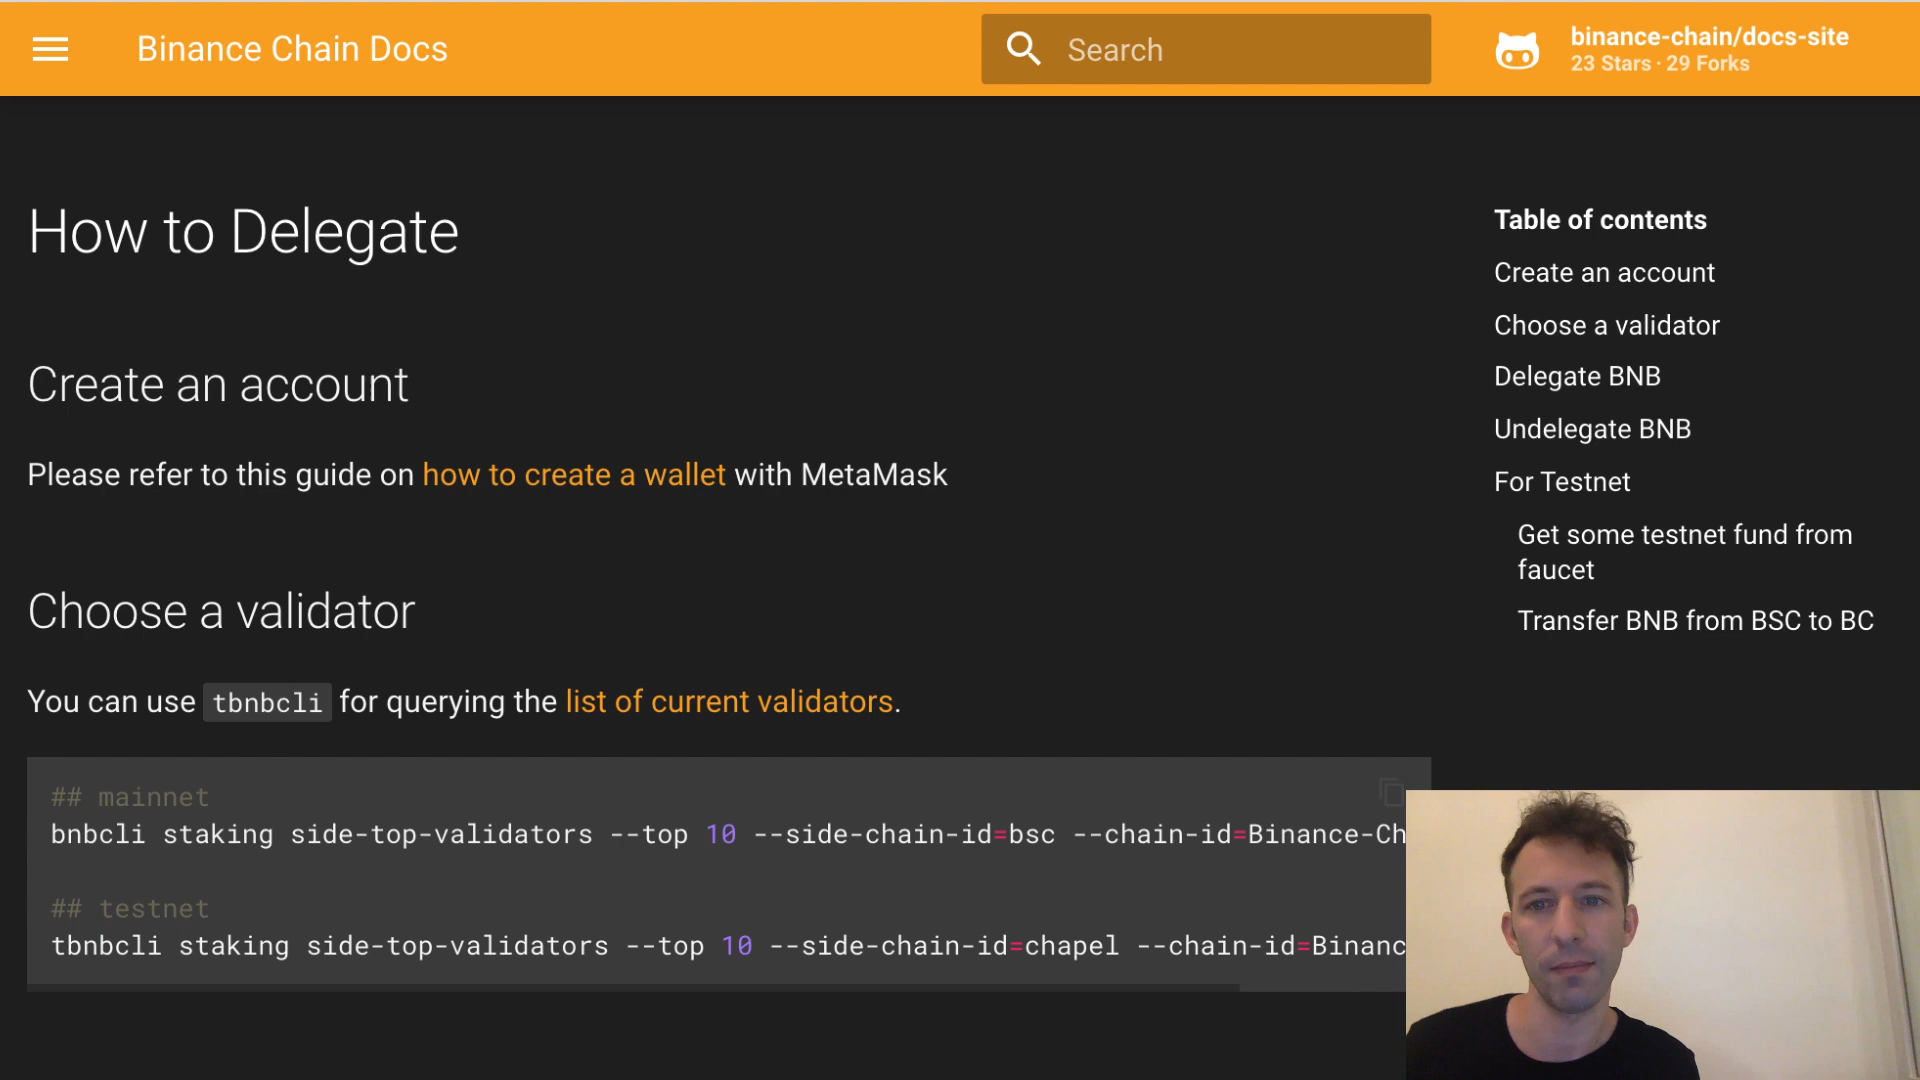 Binance Chain Docs
Search
binance-chain/docs-site
23 Stars · 29 Forks
How to Delegate
Create an account
Please refer to this guide on how to create a wallet with MetaMask
Choose a validator
You can use tbnbcli for querying the list of current validators.
## mainnet
bnbcli staking side-top-validators --top 10 --side-chain-id=bsc --chain-id=Binance-Ch
## testnet
tbnbcli staking side-top-validators --top 10 --side-chain-id=chapel --chain-id=Binanc
Table of contents
Create an account
Choose a validator
Delegate BNB
Undelegate BNB
For Testnet
Get some testnet fund from
faucet
Transfer BNB from BSC to BC